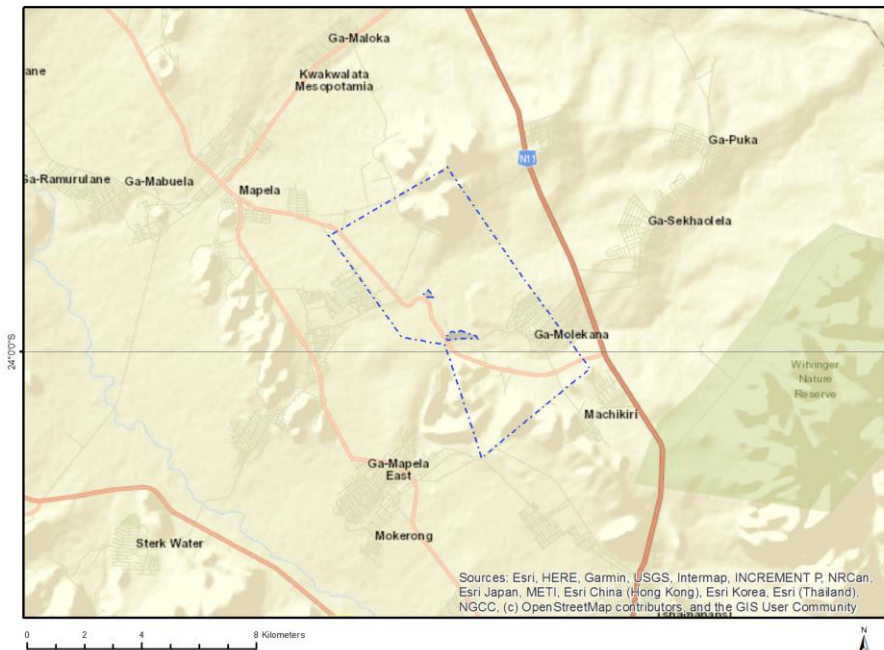 Ga-Maloka
Kwakwalata
Mesopotamia
ane
Ga-Puka
N11
Ga-Ramurulane
Ga-Mabuela
Mapela
Ga-Sekhaolela
Ga-Molekana
24°0'0"S
Witvinger
Nature
Reserve
Machikiri
Ga-Mapela
East
Mokerong
Sterk Water
Sources: Esri, HERE, Garmin, USGS, Intermap, INCREMENT P, NRCan,
Esri Japan, METI, Esri China (Hong Kong), Esri Korea, Esri (Thailand),
NGCC, (c) OpenStreetMap contributors, and the GIS User Community
0 2 4 8 Kilometers
N